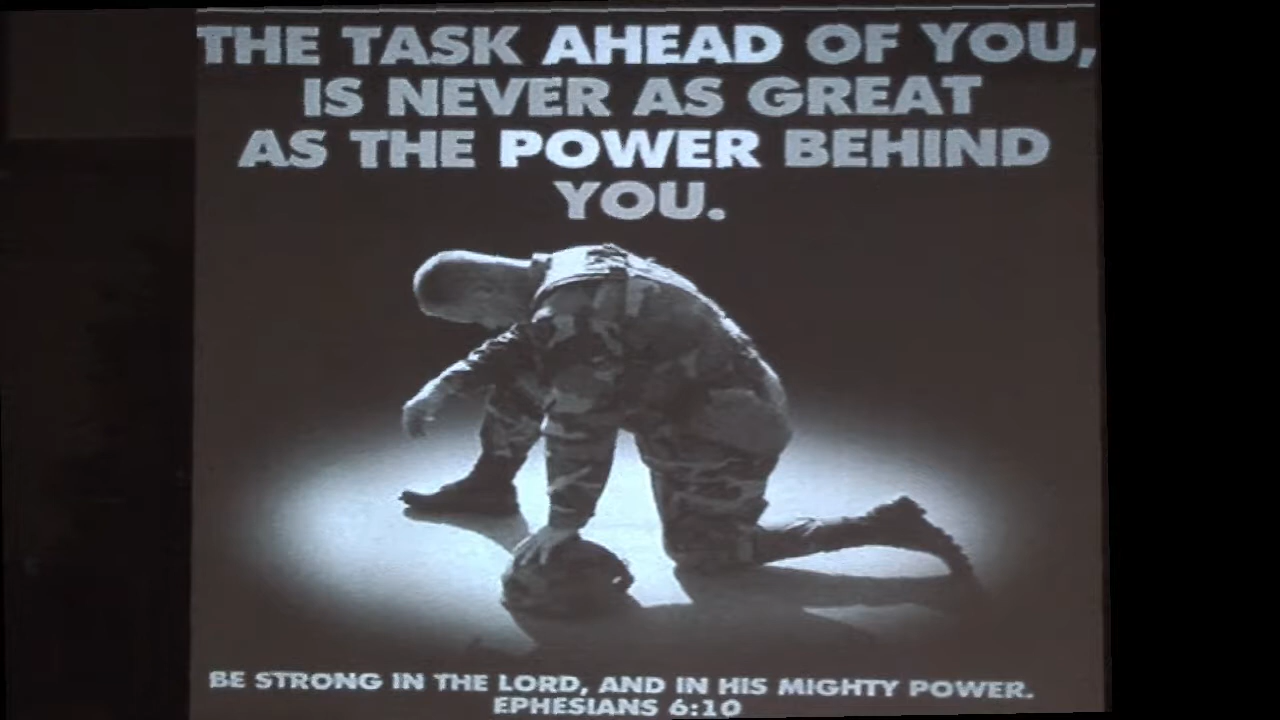 THE TASK AHEAD OF YOU,
IS NEVER AS GREAT
AS THE POWER BEHIND
YOU.
BE STRONG IN THE LORD, AND IN HIS MIGHTY POWER.
EPHESIANS 6:10